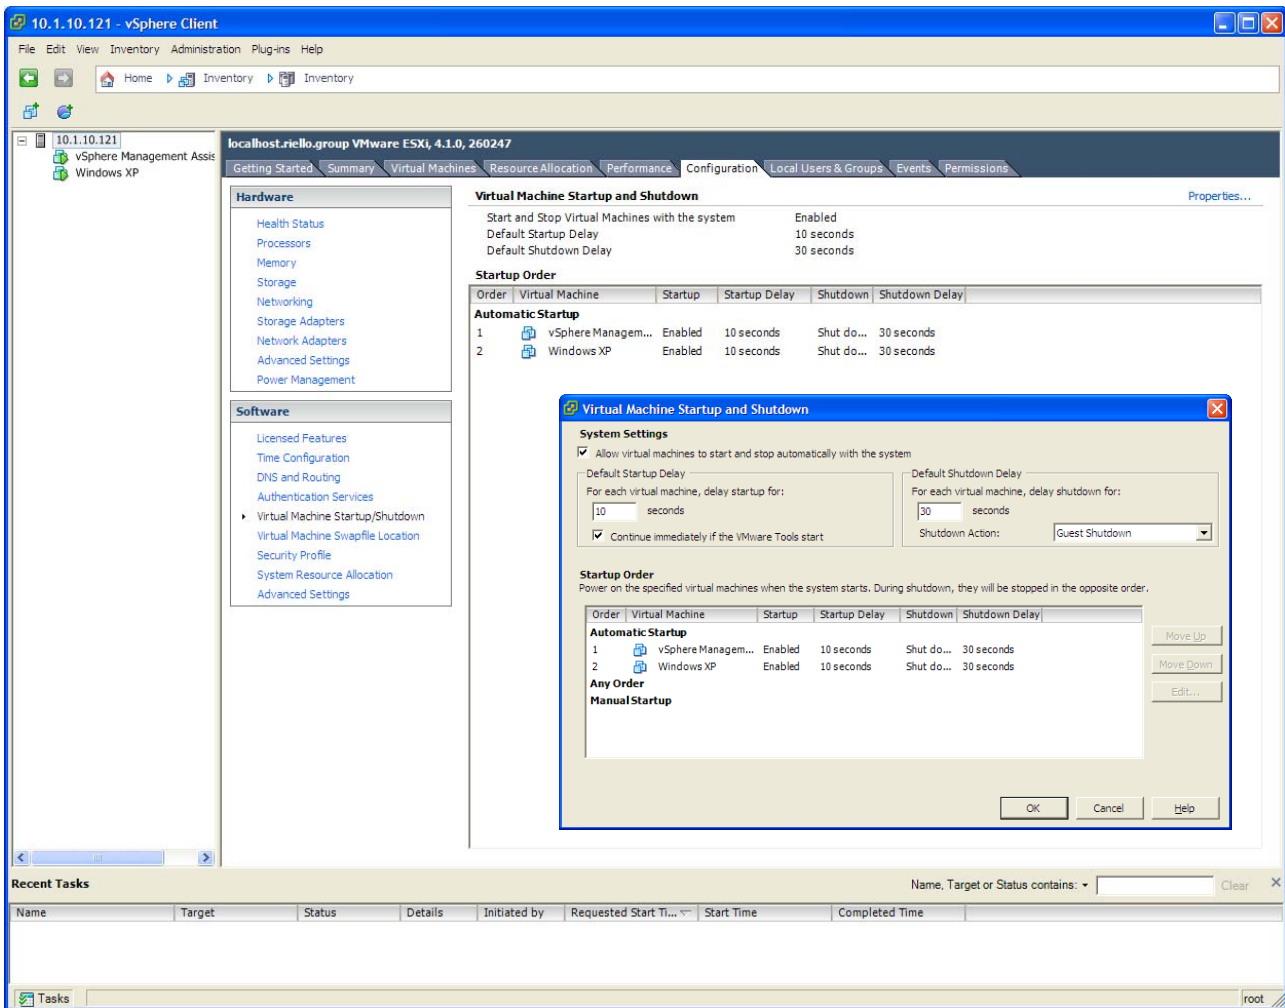 10.1.10.121 - vSphere Client
File Edit View Inventory Administration Plug-ins Help
Home Inventory Inventory
10.1.10.121
vSphere Management Assis
Windows XP
localhost.riello.group VMware ESXi, 4.1.0, 260247
Getting Started Summary Virtual Machines Resource Allocation Performance Configuration Local Users & Groups Events Permissions
Hardware
Health Status
Processors
Memory
Storage
Networking
Storage Adapters
Network Adapters
Advanced Settings
Power Management
Software
Licensed Features
Time Configuration
DNS and Routing
Authentication Services
Virtual Machine Startup/Shutdown
Virtual Machine Swapfile Location
Security Profile
System Resource Allocation
Advanced Settings
Virtual Machine Startup and Shutdown Properties...
Start and Stop Virtual Machines with the system Enabled
Default Startup Delay 10 seconds
Default Shutdown Delay 30 seconds
Startup Order
Order Virtual Machine Startup Startup Delay Shutdown Shutdown Delay
Automatic Startup
1 vSphere Managem... Enabled 10 seconds Shut do... 30 seconds
2 Windows XP Enabled 10 seconds Shut do... 30 seconds
Virtual Machine Startup and Shutdown
System Settings
Allow virtual machines to start and stop automatically with the system
Default Startup Delay
For each virtual machine, delay startup for:
10 seconds
Continue immediately if the VMware Tools start
Default Shutdown Delay
For each virtual machine, delay shutdown for:
30 seconds
Shutdown Action: Guest Shutdown
Startup Order
Power on the specified virtual machines when the system starts. During shutdown, they will be stopped in the opposite order.
Order Virtual Machine Startup Startup Delay Shutdown Shutdown Delay
Automatic Startup
1 vSphere Managem... Enabled 10 seconds Shut do... 30 seconds
2 Windows XP Enabled 10 seconds Shut do... 30 seconds
Any Order
Manual Startup
Move Up
Move Down
Edit...
OK Cancel Help
Recent Tasks Name, Target or Status contains: Clear
Name Target Status Details Initiated by Requested Start Ti... Start Time Completed Time
Tasks root